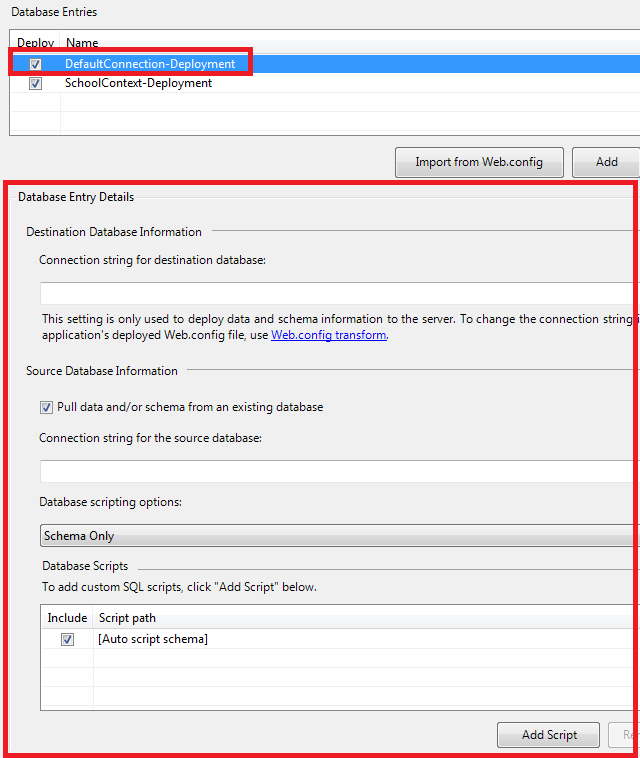 Database Entries
Deploy Name
DefaultConnection-Deployment
SchoolContext-Deployment
Import from Web.config Add
Database Entry Details
Destination Database Information
Connection string for destination database:
This setting is only used to deploy data and schema information to the server. To change the connection string
application's deployed Web.config file, use Web.config transform.
Source Database Information
Pull data and/or schema from an existing database
Connection string for the source database:
Database scripting options:
Schema Only
Database Scripts
To add custom SQL scripts, click "Add Script" below.
Include Script path
[Auto script schema]
Add Script